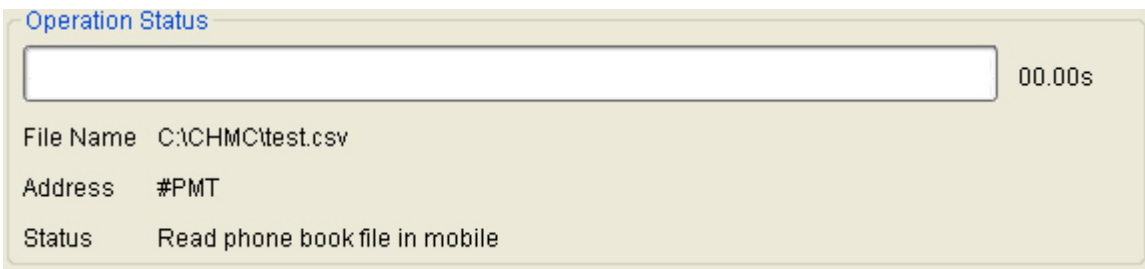 Operation Status
00.00s
File Name C:\CHMC\test.csv
Address #PMT
Status Read phone book file in mobile